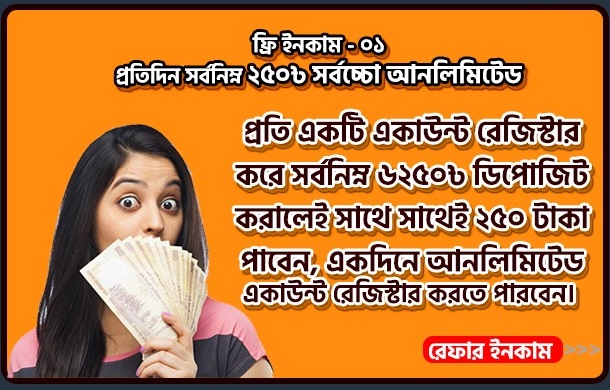 ফ্রি ইনকাম - ০১
প্রতিদিন সর্বনিম্ন ২৫০৳ সর্বচ্চো আনলিমিটেড
প্রতি একটি একাউন্ট রেজিস্টার
করে সর্বনিম্ন ৬২৫০৳ ডিপোজিট
করালেই সাথে সাথেই ২৫০ টাকা
পাবেন, একদিনে আনলিমিটেড
একাউন্ট রেজিস্টার করতে পারবেন।
রেফার ইনকাম >>>